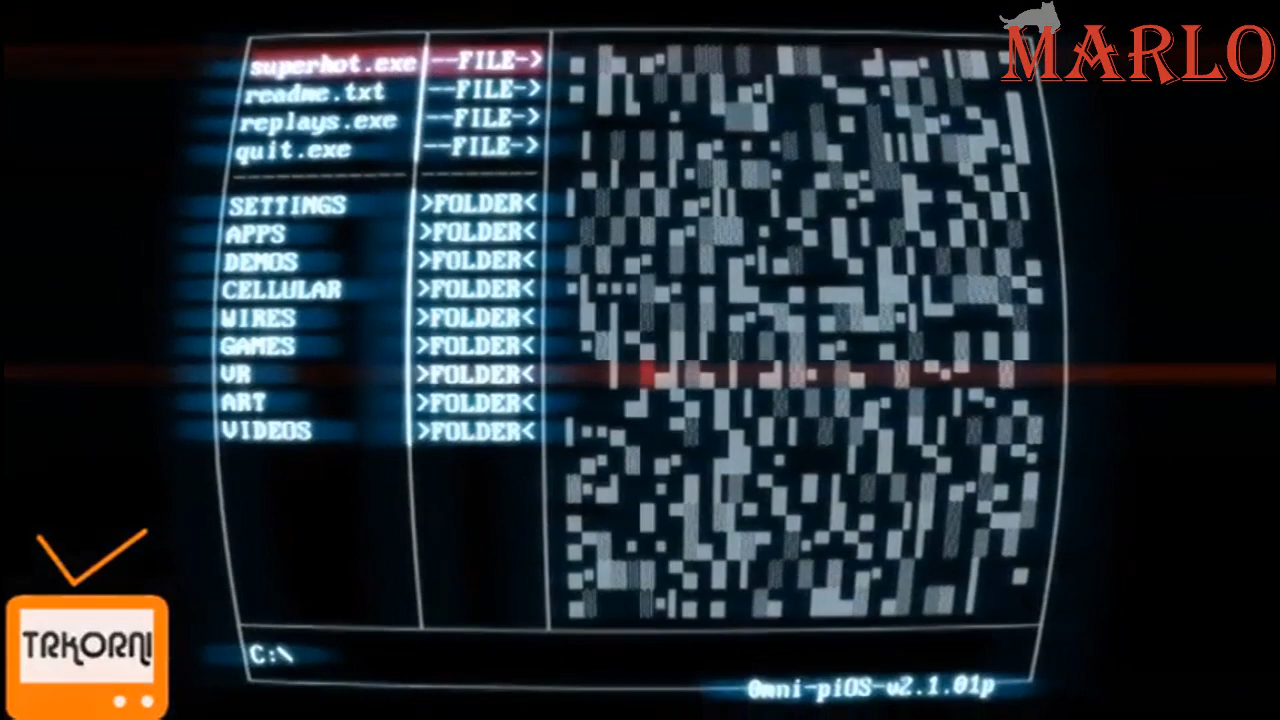 MARLO
superhot.exe --FILE->
readme.txt --FILE->
replays.exe --FILE->
quit.exe --FILE->
SETTINGS >FOLDER<
APPS >FOLDER<
DEMOS >FOLDER<
CELLULAR >FOLDER<
WIRES >FOLDER<
GAMES >FOLDER<
VR >FOLDER<
ART >FOLDER<
VIDEOS >FOLDER<
C:\
Omni-piOS-v2.1.01p
TRKORNI